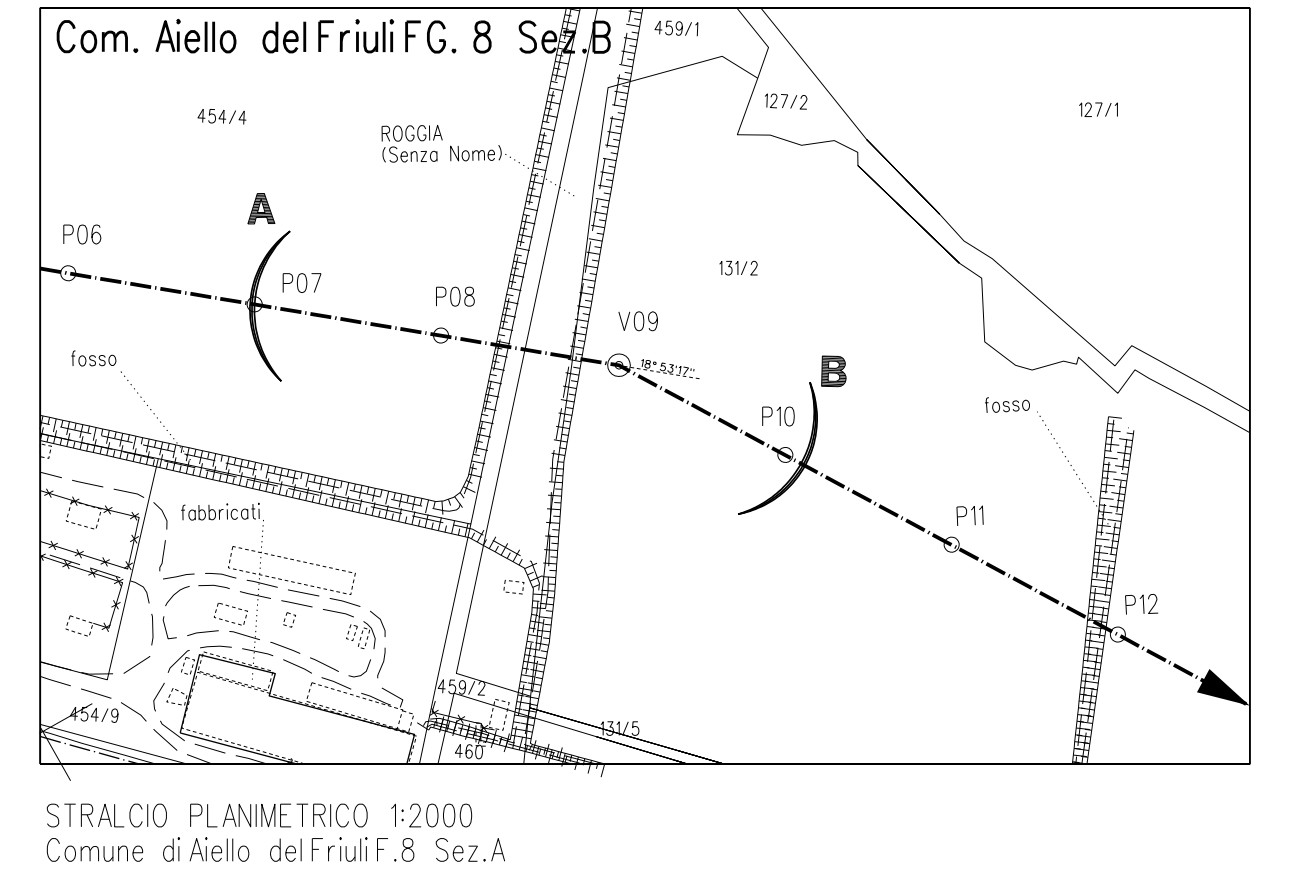 Com. Aiello del Friuli FG. 8 Sez.B
459/1
127/2
127/1
454/4
ROGGIA
(Senza Nome)
A
P06
P07
P08
131/2
V09
18° 53'17"
B
fosso
P10
fosso
fabbricati
P11
P12
459/2
454/9
131/5
460
STRALCIO PLANIMETRICO 1:2000
Comune di Aiello del Friuli F.8 Sez.A